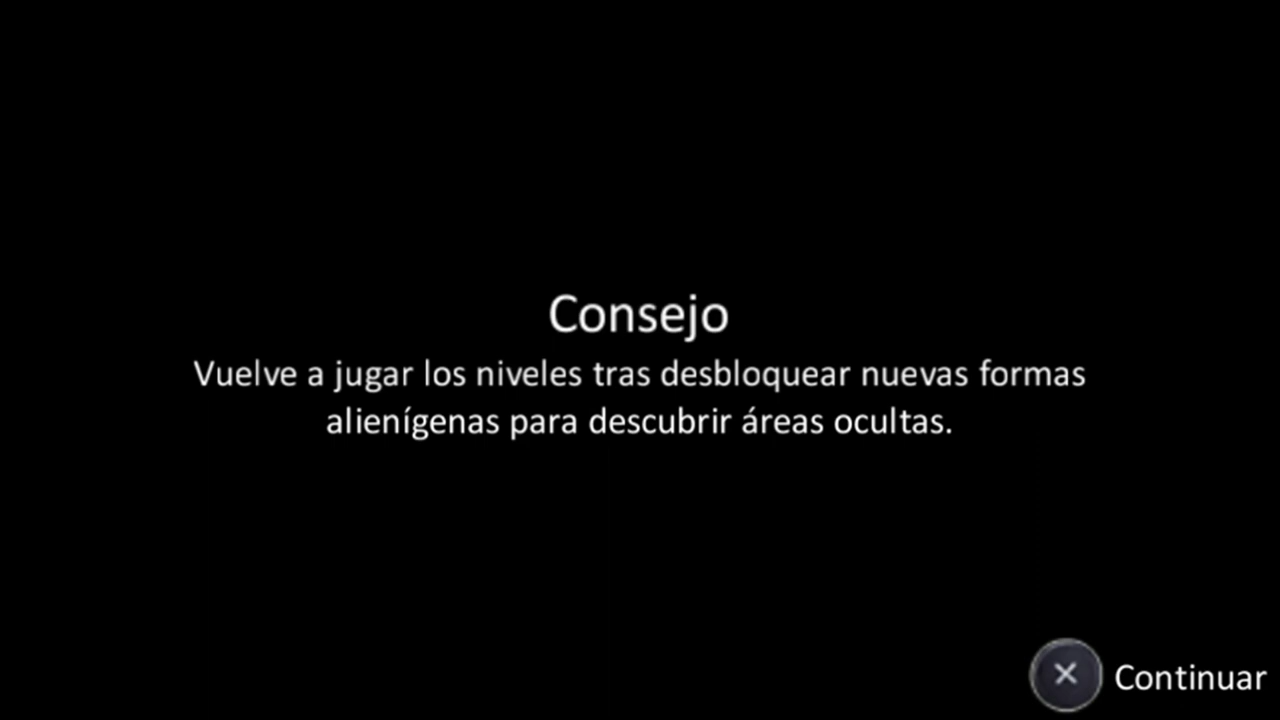 Consejo
Vuelve a jugar los niveles tras desbloquear nuevas formas
alienígenas para descubrir áreas ocultas.
Continuar